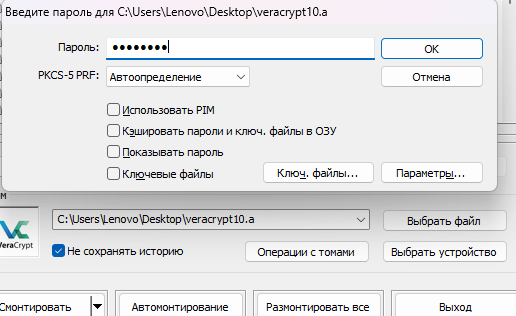 Введите пароль для C:\Users\Lenovo\Desktop\veracrypt10.a
Пароль: ●●●●●●●● OK
PKCS-5 PRF: Автоопределение Отмена
Использовать PIM
Кэшировать пароли и ключ. файлы в ОЗУ
Показывать пароль
Ключевые файлы Ключ. файлы... Параметры...
C:\Users\Lenovo\Desktop\veracrypt10.a Выбрать файл
VeraCrypt
Не сохранять историю Операции с томами Выбрать устройство
Смонтировать Автомонтирование Размонтировать все Выход